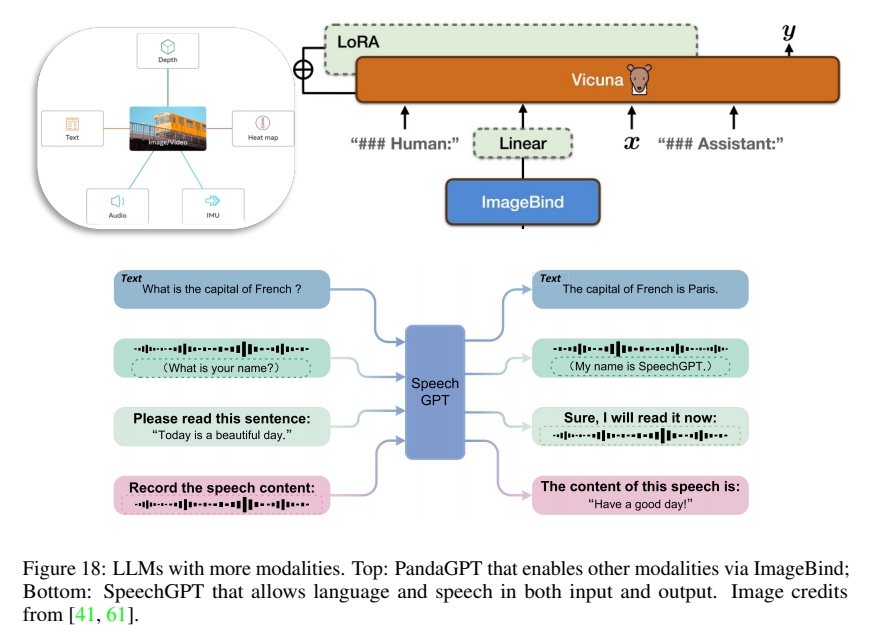 Depth
Text
Image/Video
Heat map
Audio
IMU
LoRA
Vicuna
y
“### Human:”
Linear
x
“### Assistant:”
ImageBind
Text
What is the capital of French ?
Text
The capital of French is Paris.
（What is your name?）
（My name is SpeechGPT.）
Speech
GPT
Please read this sentence:
“Today is a beautiful day.”
Sure, I will read it now:
Record the speech content:
The content of this speech is:
“Have a good day!”
Figure 18: LLMs with more modalities. Top: PandaGPT that enables other modalities via ImageBind;
Bottom: SpeechGPT that allows language and speech in both input and output. Image credits
from [41, 61].